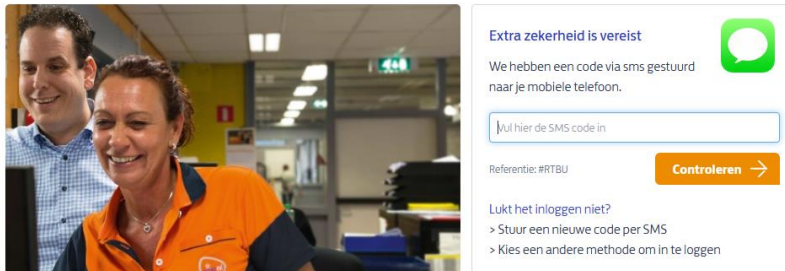 Extra zekerheid is vereist
We hebben een code via sms gestuurd
naar je mobiele telefoon.
Vul hier de SMS code in
Referentie: #RTBU
Controleren
Lukt het inloggen niet?
> Stuur een nieuwe code per SMS
> Kies een andere methode om in te loggen